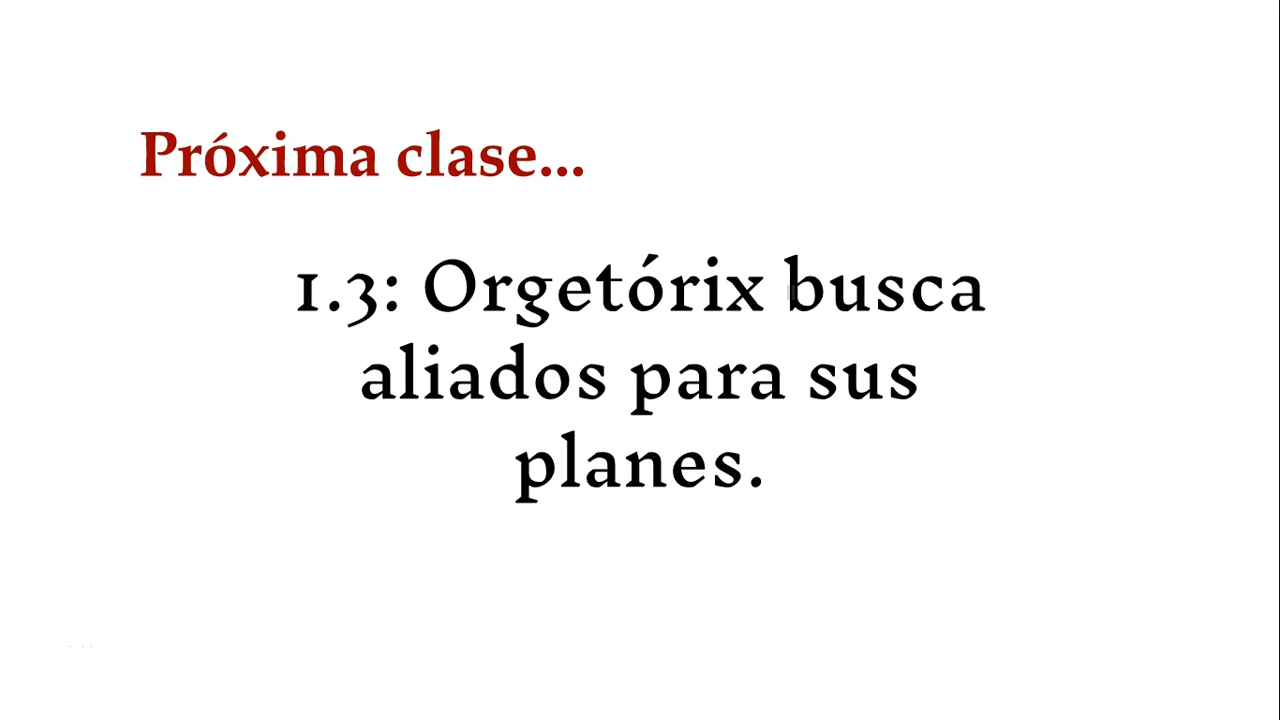 Próxima clase...
1.3: Orgetórix busca
aliados para sus
planes.